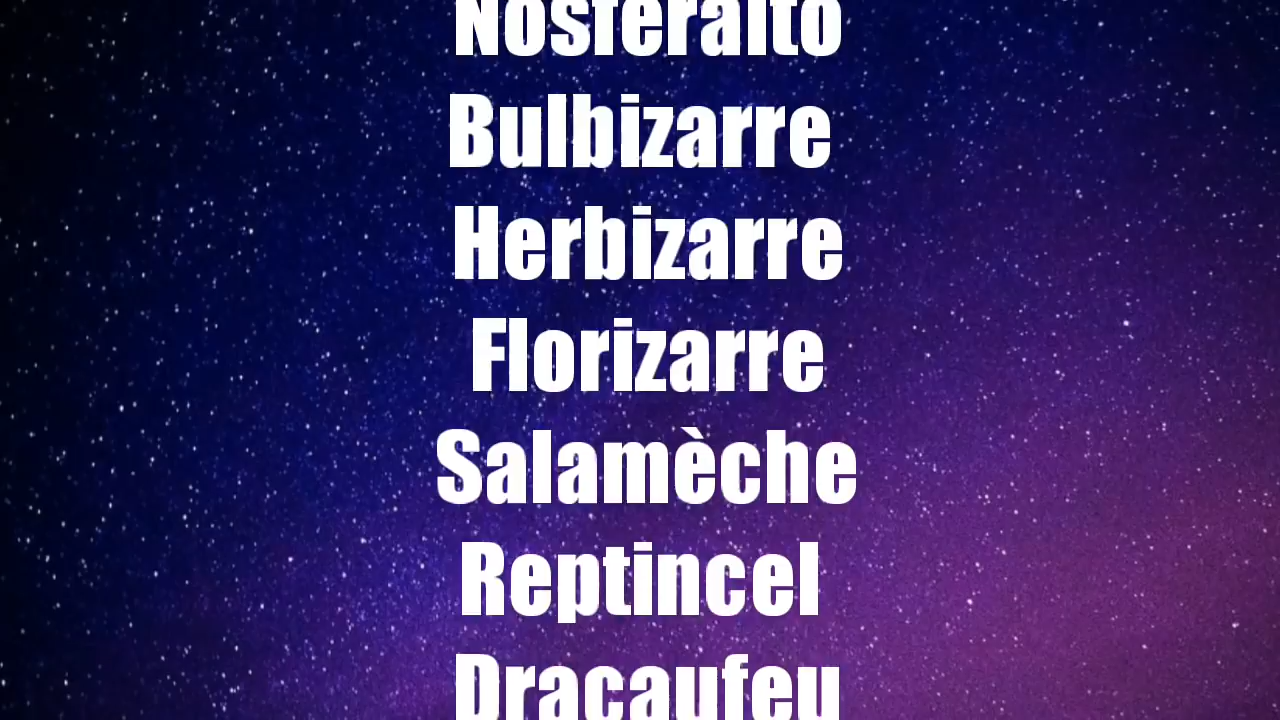 Nosferalto
Bulbizarre
Herbizarre
Florizarre
Salamèche
Reptincel
Dracaufeu